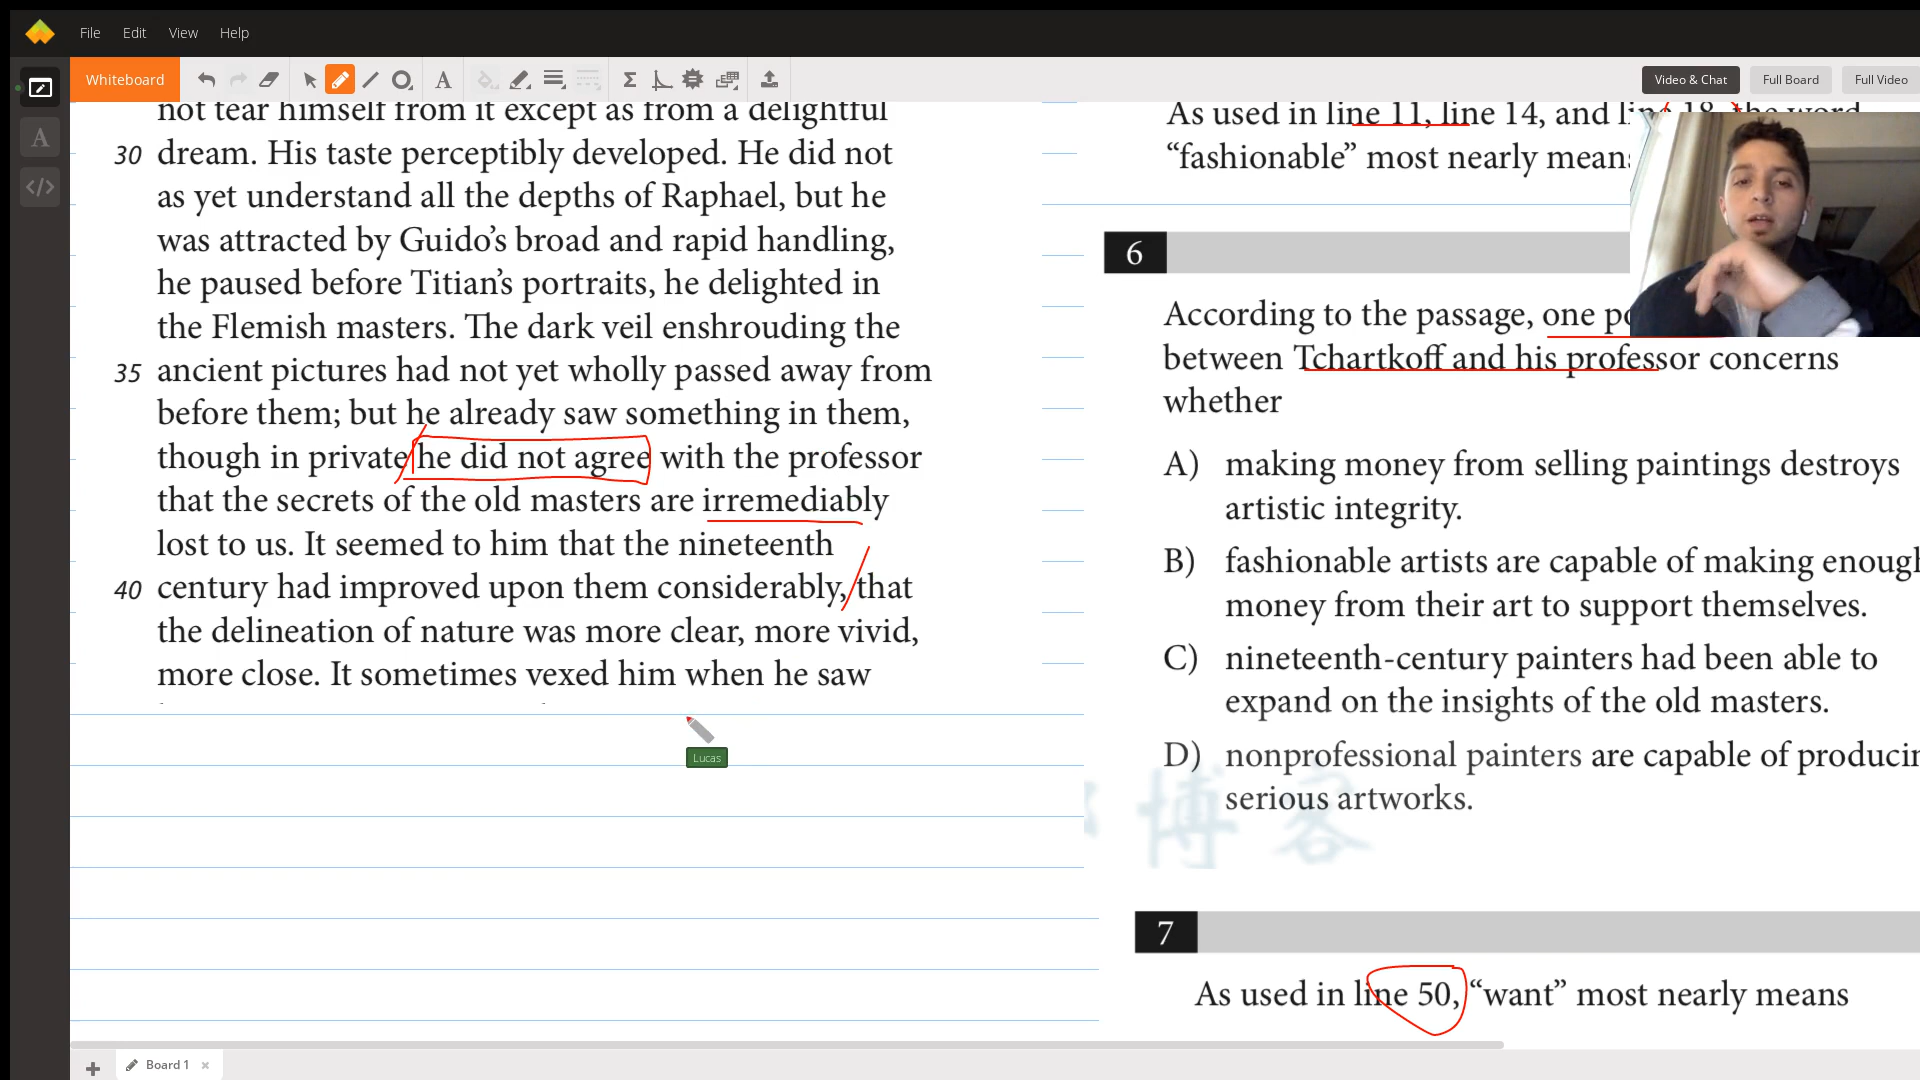 File Edit View Help
Whiteboard
Video & Chat
Full Board
Full Video
not tear himself from it except as from a delightful
30 dream. His taste perceptibly developed. He did not
as yet understand all the depths of Raphael, but he
was attracted by Guido’s broad and rapid handling,
he paused before Titian’s portraits, he delighted in
the Flemish masters. The dark veil enshrouding the
35 ancient pictures had not yet wholly passed away from
before them; but he already saw something in them,
though in private he did not agree with the professor
that the secrets of the old masters are irremediably
lost to us. It seemed to him that the nineteenth
40 century had improved upon them considerably, that
the delineation of nature was more clear, more vivid,
more close. It sometimes vexed him when he saw
Lucas
As used in line 11, line 14, and line 18, the word
“fashionable” most nearly means
6
According to the passage, one
between Tchartkoff and his professor concerns
whether
A) making money from selling paintings destroys
artistic integrity.
B) fashionable artists are capable of making enough
money from their art to support themselves.
C) nineteenth-century painters had been able to
expand on the insights of the old masters.
D) nonprofessional painters are capable of
serious artworks.
博客
7
As used in line 50, “want” most nearly means
Board 1